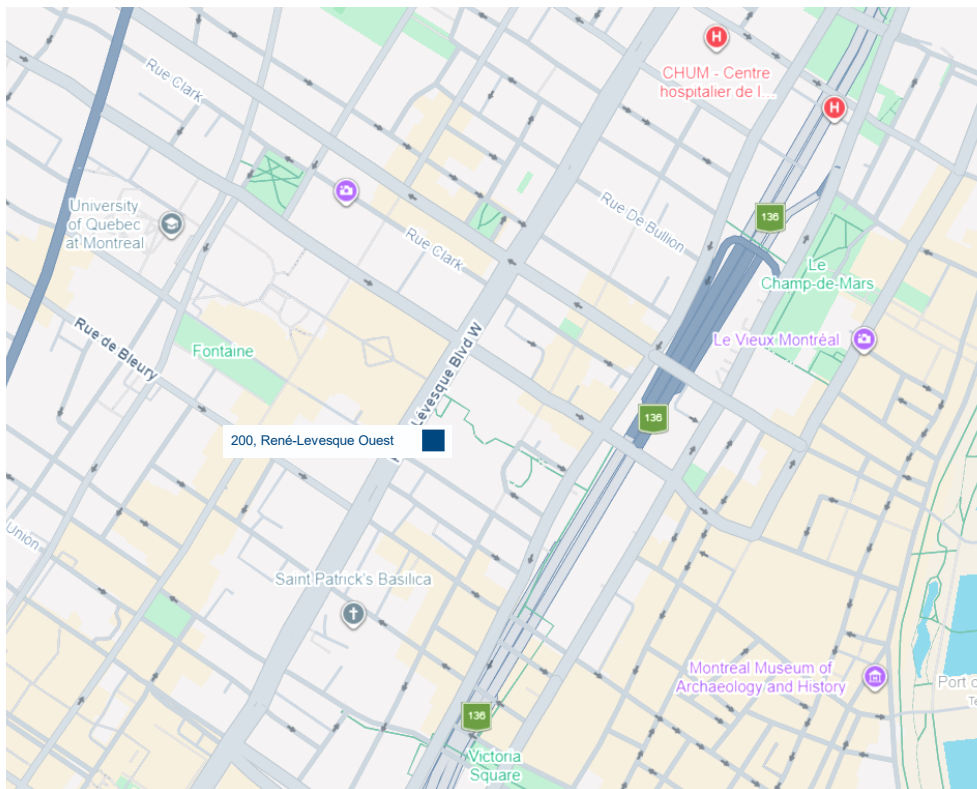 CHUM - Centre
hospitalier de l...
Rue Clark
University
of Quebec
at Montreal
Rue De Bullion
136
Rue Clark
Le
Champ-de-Mars
Rue de Bleury
Fontaine
Lévesque Blvd W
Le Vieux Montréal
136
200, René-Levesque Ouest
Union
Saint Patrick's Basilica
Montreal Museum of
Archaeology and History
Port
136
Victoria
Square